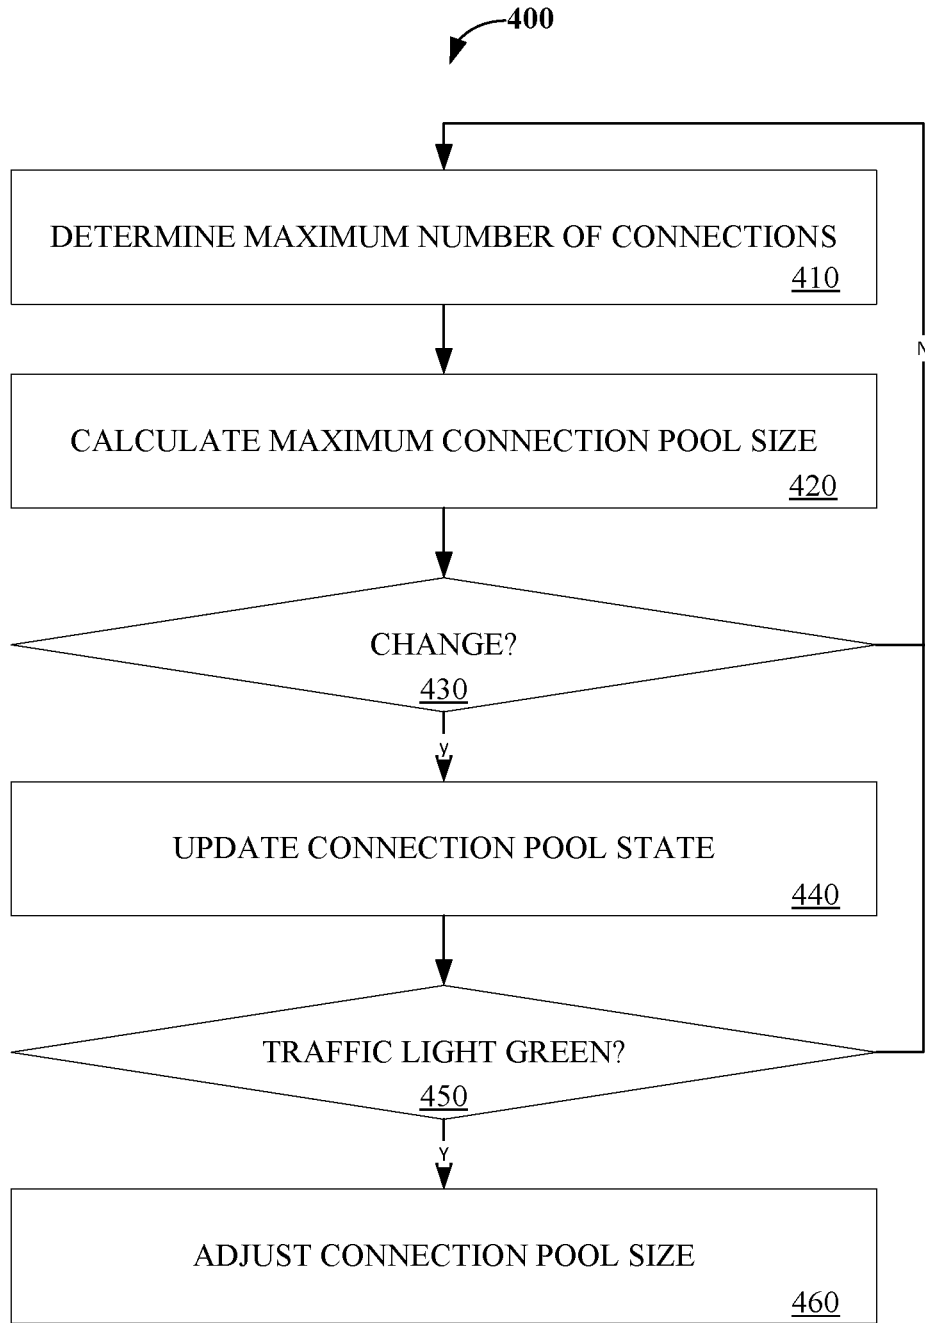 400
DETERMINE MAXIMUM NUMBER OF CONNECTIONS
410
N
CALCULATE MAXIMUM CONNECTION POOL SIZE
420
CHANGE?
430
y
UPDATE CONNECTION POOL STATE
440
TRAFFIC LIGHT GREEN?
450
Y
ADJUST CONNECTION POOL SIZE
460